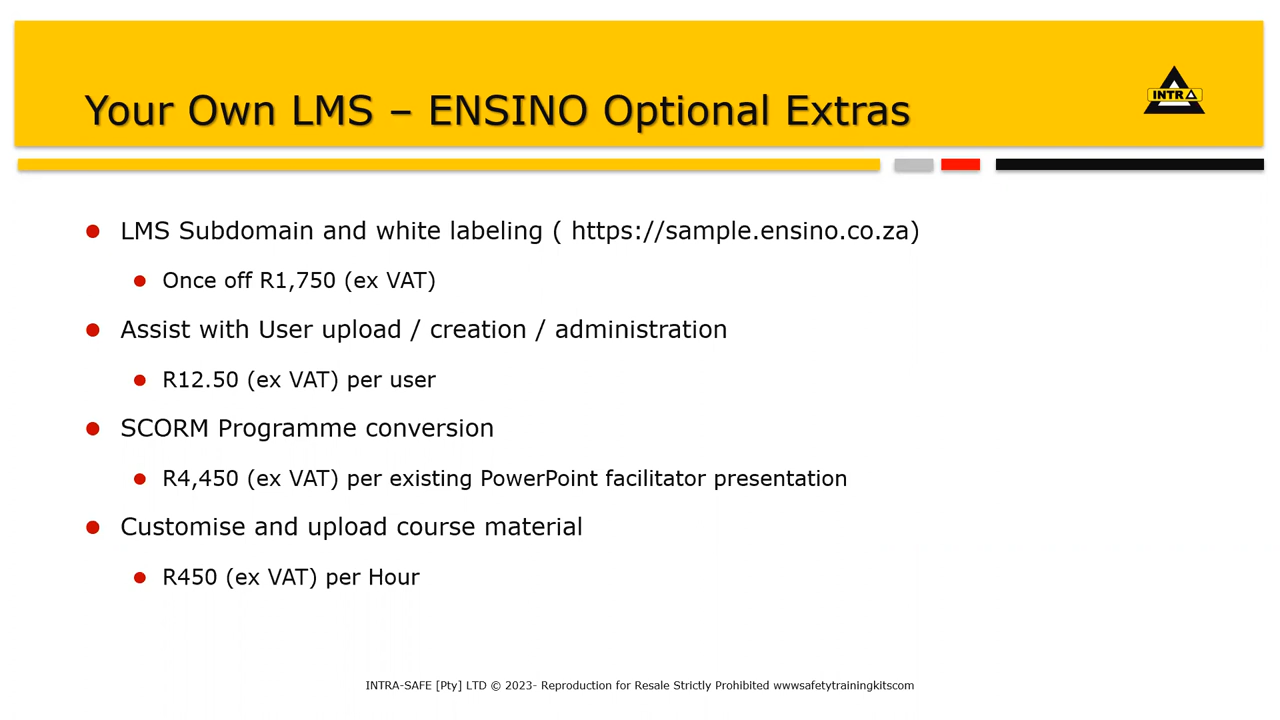 Your Own LMS – ENSINO Optional Extras
INTRA
LMS Subdomain and white labeling ( https://sample.ensino.co.za)
Once off R1,750 (ex VAT)
Assist with User upload / creation / administration
R12.50 (ex VAT) per user
SCORM Programme conversion
R4,450 (ex VAT) per existing PowerPoint facilitator presentation
Customise and upload course material
R450 (ex VAT) per Hour
INTRA-SAFE [Pty] LTD © 2023- Reproduction for Resale Strictly Prohibited wwwsafetytrainingkitscom